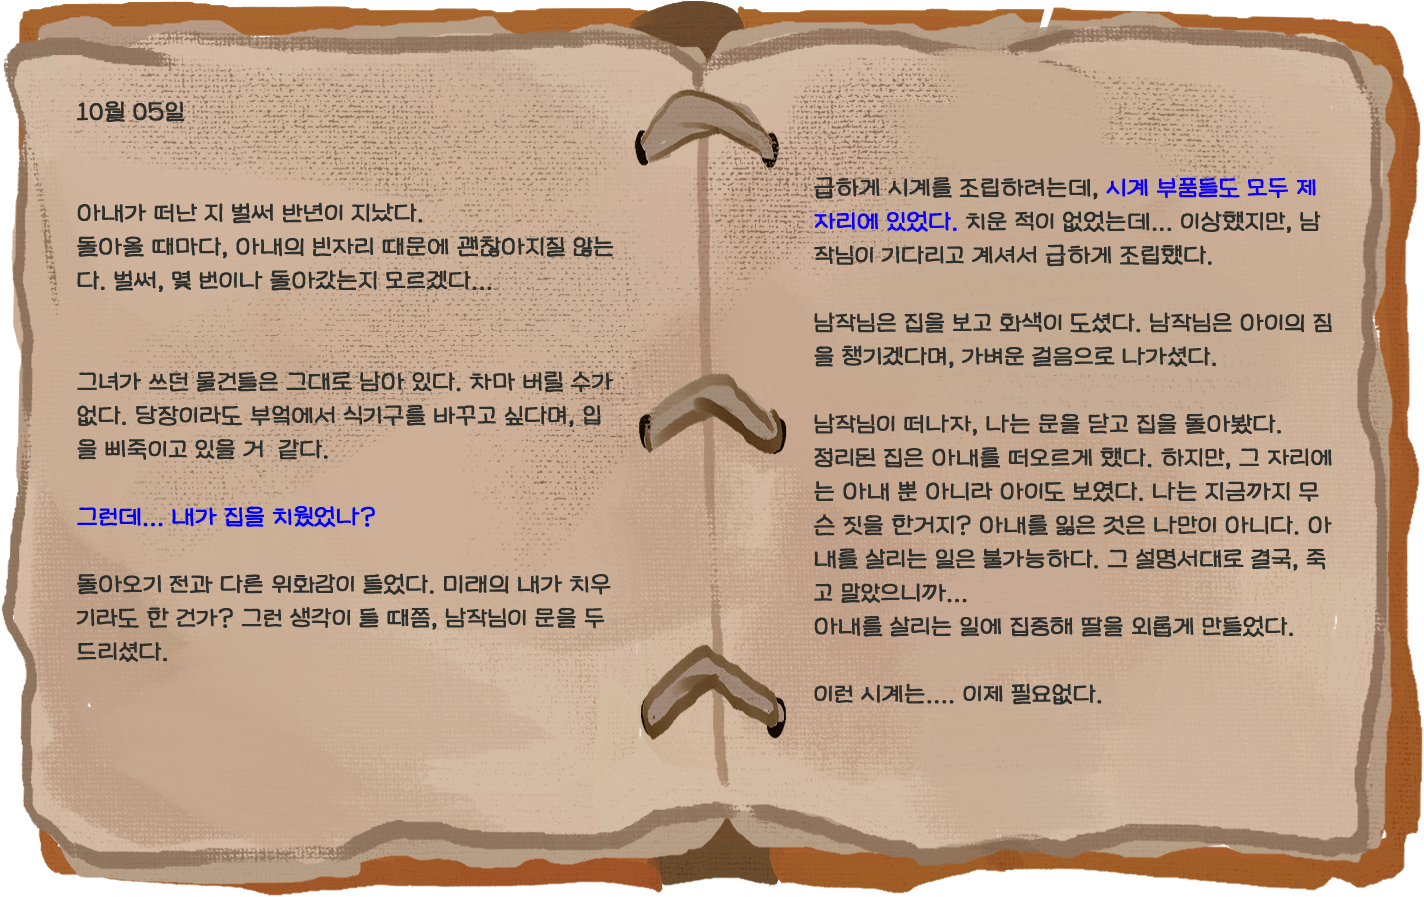 10월 05일
아내가 떠난 지 벌써 반년이 지났다.
돌아올 때마다, 아내의 빈자리 때문에 괜찮아지질 않는
다. 벌써, 몇 번이나 돌아갔는지 모르겠다...
그녀가 쓰던 물건들은 그대로 남아 있다. 차마 버릴 수가
없다. 당장이라도 부엌에서 식기구를 바꾸고 싶다며, 입
을 삐죽이고 있을 거 같다.
그런데... 내가 집을 치웠었나?
돌아오기 전과 다른 위화감이 들었다. 미래의 내가 치우
기라도 한 건가? 그런 생각이 들 때쯤, 남작님이 문을 두
드리셨다.
급하게 시계를 조립하려는데, 시계 부품들도 모두 제
자리에 있었다. 치운 적이 없었는데... 이상했지만, 남
작님이 기다리고 계셔서 급하게 조립했다.
남작님은 집을 보고 화색이 도셨다. 남작님은 아이의 짐
을 챙기겠다며, 가벼운 걸음으로 나가셨다.
남작님이 떠나자, 나는 문을 닫고 집을 돌아봤다.
정리된 집은 아내를 떠오르게 했다. 하지만, 그 자리에
는 아내 뿐 아니라 아이도 보였다. 나는 지금까지 무
슨 짓을 한거지? 아내를 잃은 것은 나만이 아니다. 아
내를 살리는 일은 불가능하다. 그 설명서대로 결국, 죽
고 말았으니까...
아내를 살리는 일에 집중해 딸을 외롭게 만들었다.
이런 시계는.... 이제 필요없다.